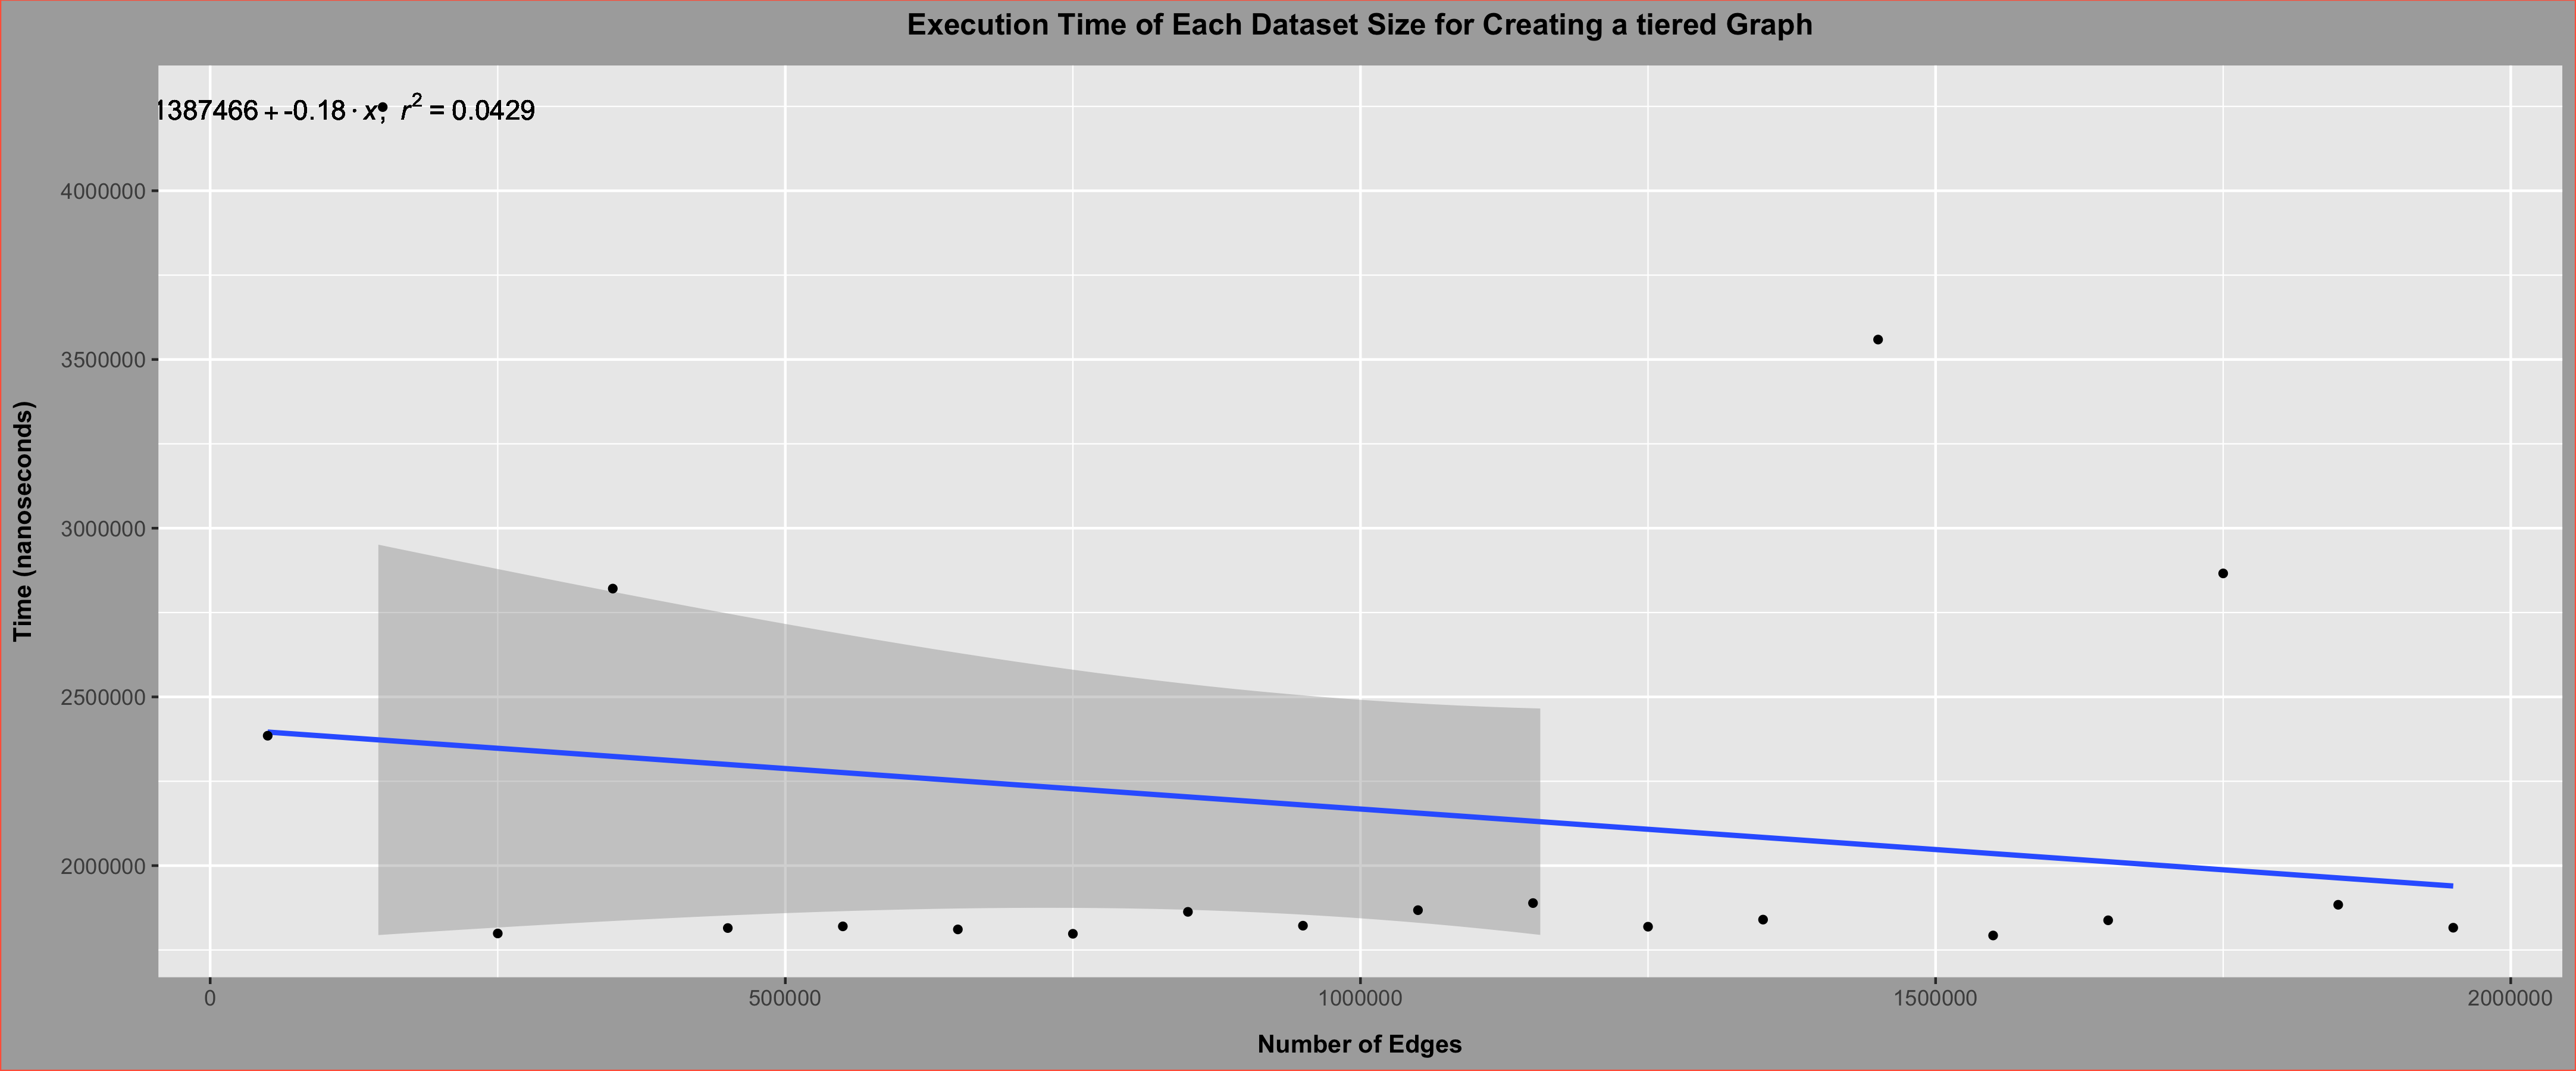 Execution Time of Each Dataset Size for Creating a tiered Graph
1387466 + -0.18 · x, r² = 0.0429
4000000
3500000
3000000
2500000
2000000
Time (nanoseconds)
0 500000 1000000 1500000 2000000
Number of Edges